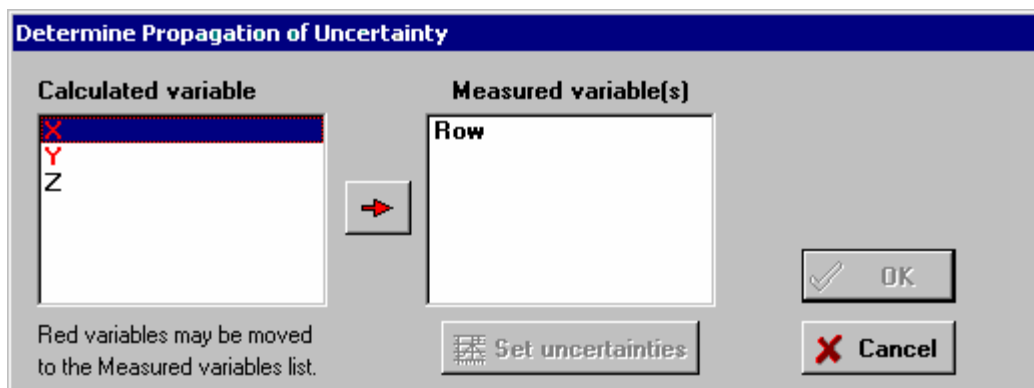 Determine Propagation of Uncertainty
Calculated variable
Measured variable(s)
X
Y
Z
Row
Red variables may be moved
to the Measured variables list.
Set uncertainties
OK
Cancel